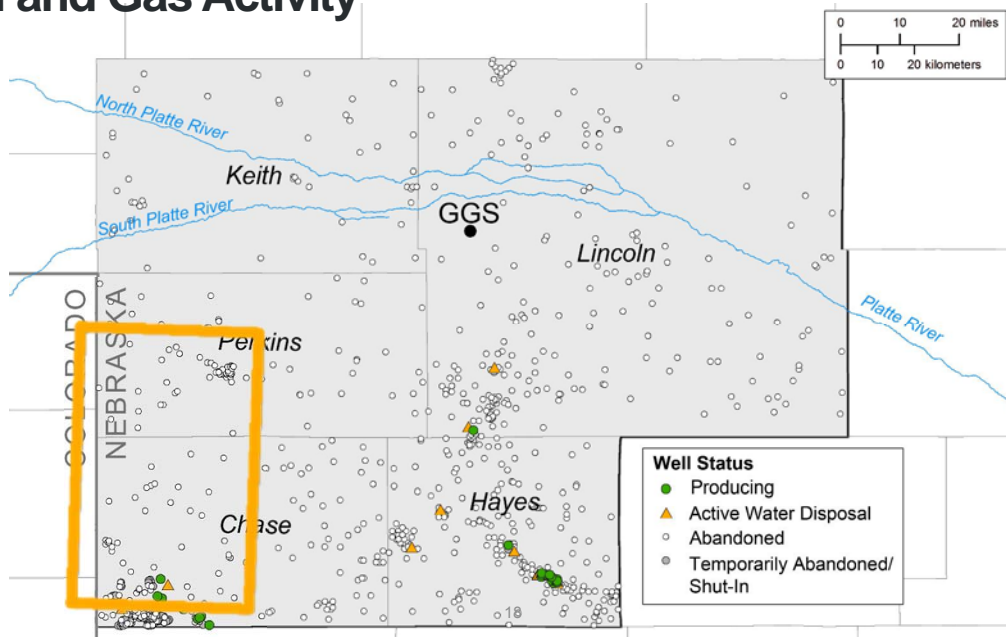 and Gas Activity
0 10 20 miles
0 10 20 kilometers
North Platte River
Keith
South Platte River
GGS
Lincoln
Platte River
COLORADO
NEBRASKA
Perkins
Chase
Hayes
18
Well Status
Producing
Active Water Disposal
Abandoned
Temporarily Abandoned/
Shut-In